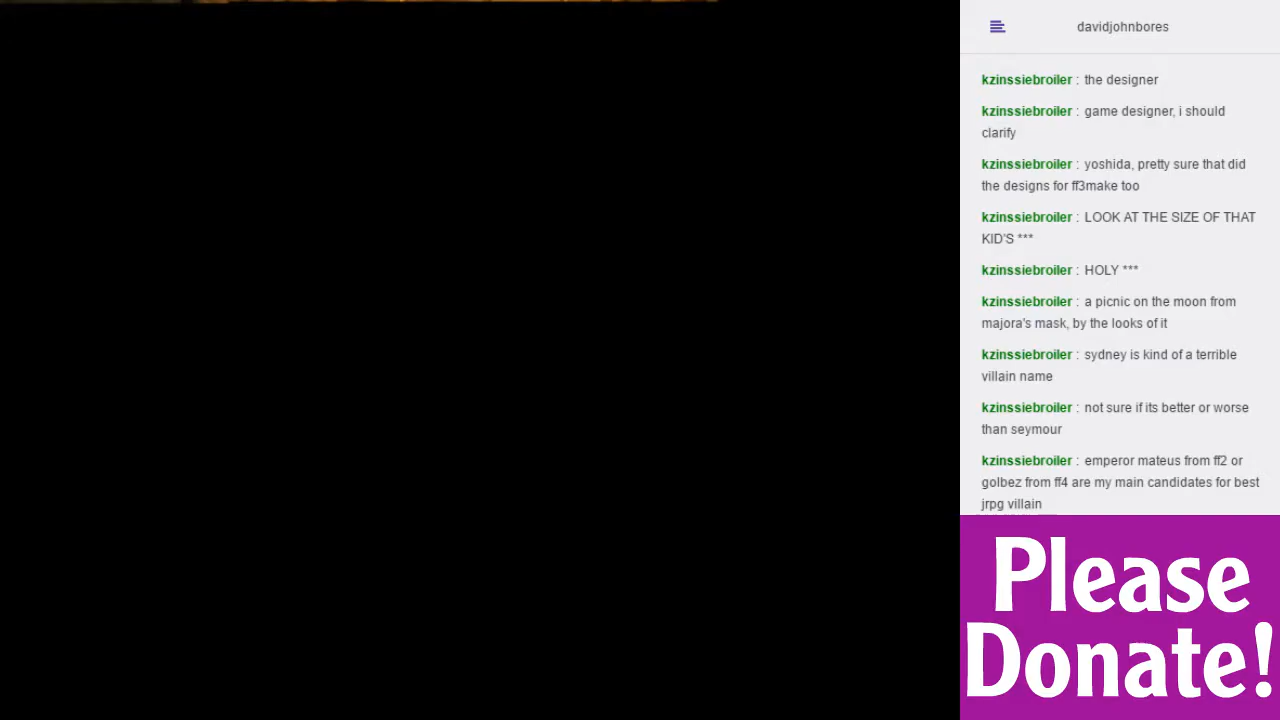 davidjohnbores
kzinssiebroiler : the designer
kzinssiebroiler : game designer, i should
clarify
kzinssiebroiler : yoshida, pretty sure that did
the designs for ff3make too
kzinssiebroiler : LOOK AT THE SIZE OF THAT
KID'S ***
kzinssiebroiler : HOLY ***
kzinssiebroiler : a picnic on the moon from
majora's mask, by the looks of it
kzinssiebroiler : sydney is kind of a terrible
villain name
kzinssiebroiler : not sure if its better or worse
than seymour
kzinssiebroiler : emperor mateus from ff2 or
golbez from ff4 are my main candidates for best
jrpg villain
Please
Donate!